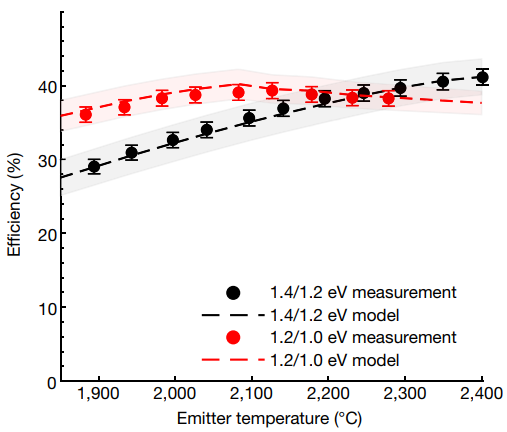 Efficiency (%)
40
30
20
10
0
1.4/1.2 eV measurement
1.4/1.2 eV model
1.2/1.0 eV measurement
1.2/1.0 eV model
1,900 2,000 2,100 2,200 2,300 2,400
Emitter temperature (°C)